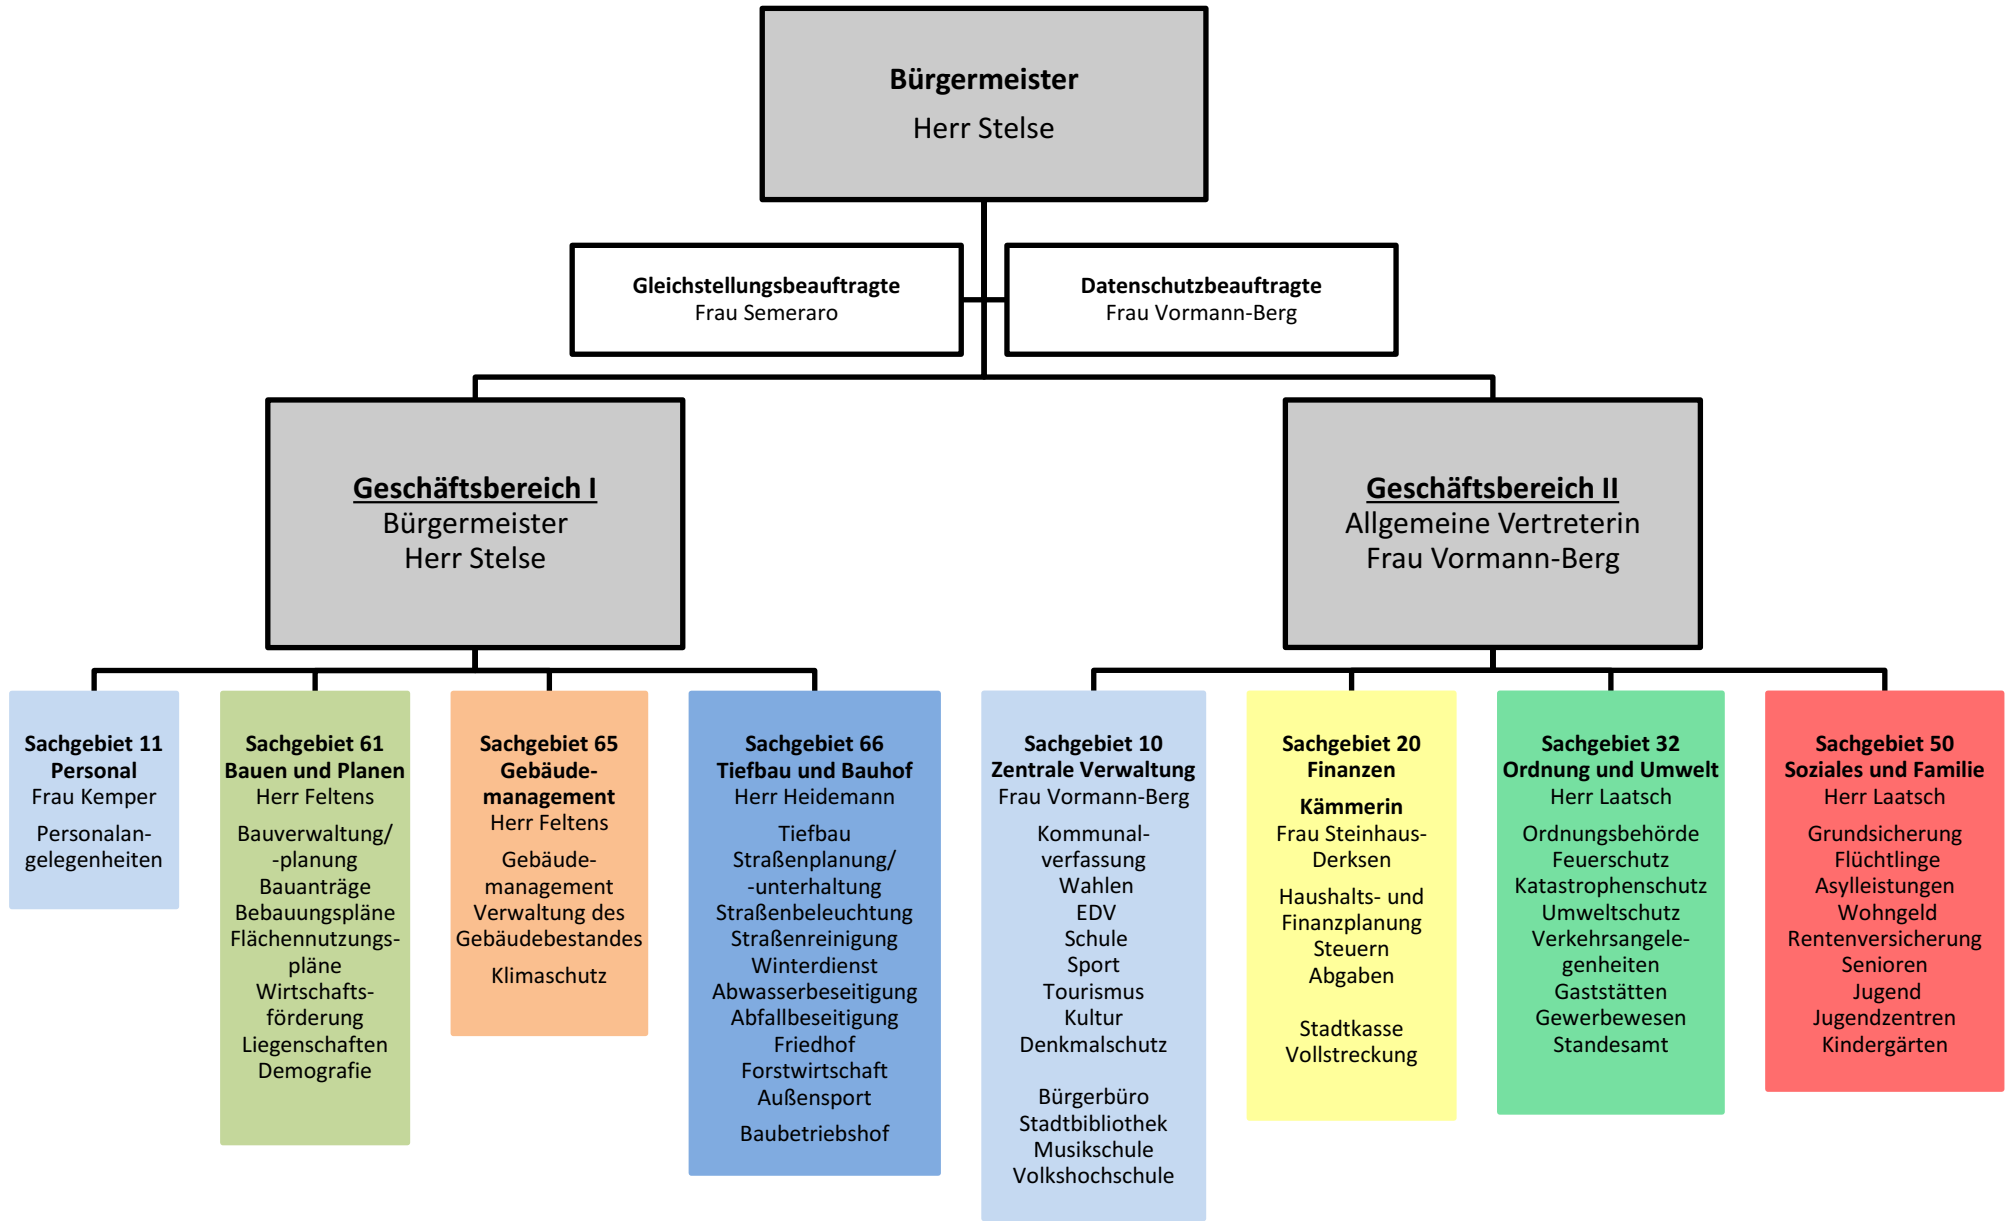 Bürgermeister
Herr Stelse
Gleichstellungsbeauftragte
Frau Semeraro
Datenschutzbeauftragte
Frau Vormann-Berg
Geschäftsbereich I
Bürgermeister
Herr Stelse
Geschäftsbereich II
Allgemeine Vertreterin
Frau Vormann-Berg
Sachgebiet 11
Personal
Frau Kemper
Personalan-
gelegenheiten
Sachgebiet 61
Bauen und Planen
Herr Feltens
Bauverwaltung/
-planung
Bauanträge
Bebauungspläne
Flächennutzungs-
pläne
Wirtschafts-
förderung
Liegenschaften
Demografie
Sachgebiet 65
Gebäude-
management
Herr Feltens
Gebäude-
management
Verwaltung des
Gebäudebestandes
Klimaschutz
Sachgebiet 66
Tiefbau und Bauhof
Herr Heidemann
Tiefbau
Straßenplanung/
-unterhaltung
Straßenbeleuchtung
Straßenreinigung
Winterdienst
Abwasserbeseitigung
Abfallbeseitigung
Friedhof
Forstwirtschaft
Außensport
Baubetriebshof
Sachgebiet 10
Zentrale Verwaltung
Frau Vormann-Berg
Kommunal-
verfassung
Wahlen
EDV
Schule
Sport
Tourismus
Kultur
Denkmalschutz
Bürgerbüro
Stadtbibliothek
Musikschule
Volkshochschule
Sachgebiet 20
Finanzen
Kämmerin
Frau Steinhaus-
Derksen
Haushalts- und
Finanzplanung
Steuern
Abgaben
Stadtkasse
Vollstreckung
Sachgebiet 32
Ordnung und Umwelt
Herr Laatsch
Ordnungsbehörde
Feuerschutz
Katastrophenschutz
Umweltschutz
Verkehrsangele-
genheiten
Gaststätten
Gewerbewesen
Standesamt
Sachgebiet 50
Soziales und Familie
Herr Laatsch
Grundsicherung
Flüchtlinge
Asylleistungen
Wohngeld
Rentenversicherung
Senioren
Jugend
Jugendzentren
Kindergärten